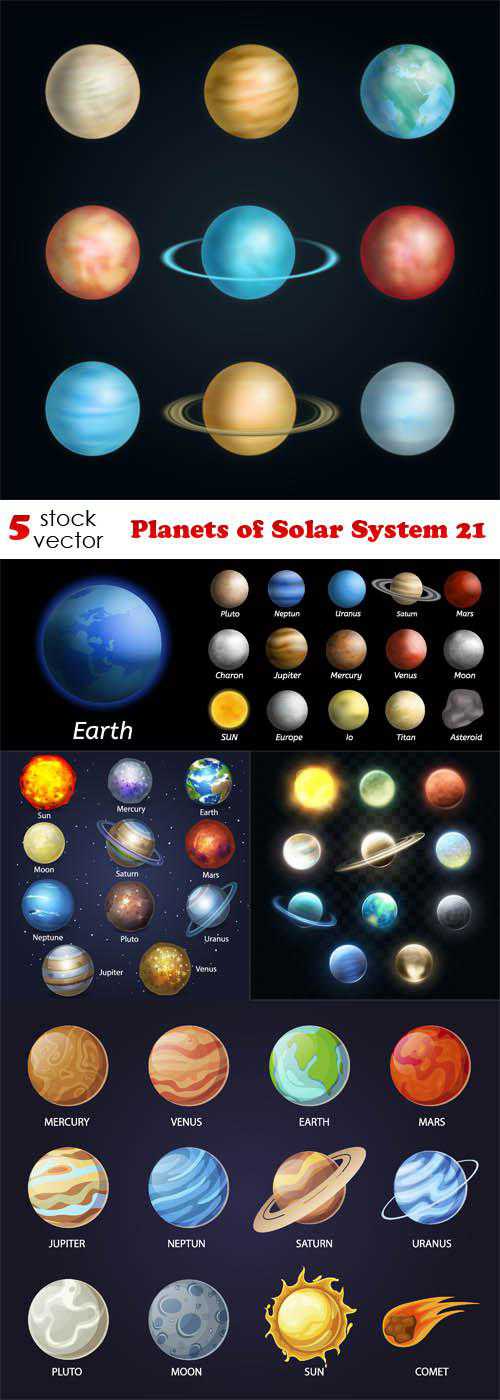 5 stock vector Planets of Solar System 21
Earth
Pluto Neptun Uranus Saturn Mars
Charon Jupiter Mercury Venus Moon
SUN Europe Io Titan Asteroid
Sun Mercury Earth
Moon Saturn Mars
Neptune Pluto Uranus
Jupiter Venus
MERCURY VENUS EARTH MARS
JUPITER NEPTUN SATURN URANUS
PLUTO MOON SUN COMET